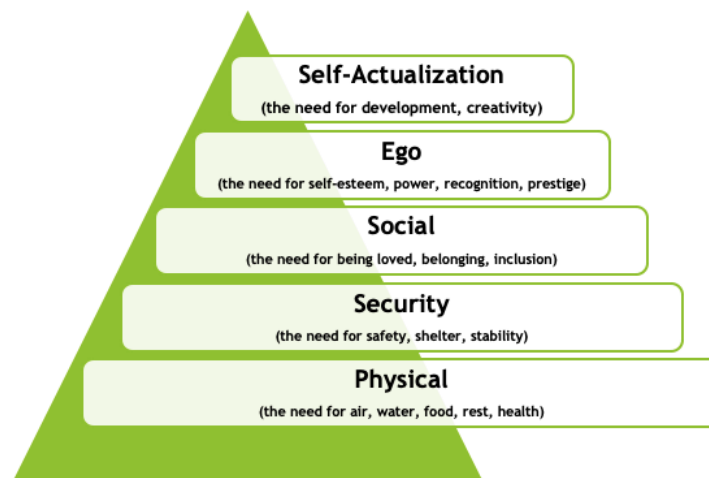 Self-Actualization
(the need for development, creativity)
Ego
(the need for self-esteem, power, recognition, prestige)
Social
(the need for being loved, belonging, inclusion)
Security
(the need for safety, shelter, stability)
Physical
(the need for air, water, food, rest, health)